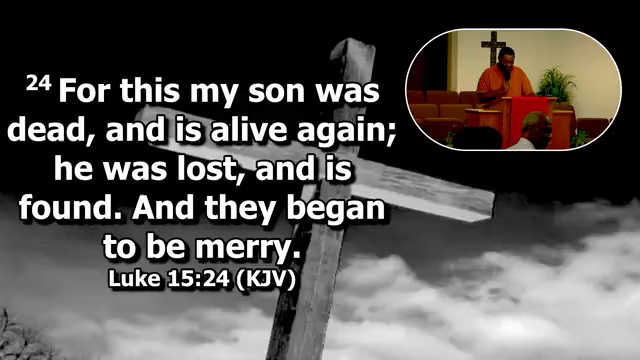 24 For this my son was
dead, and is alive again;
he was lost, and is
found. And they began
to be merry.
Luke 15:24 (KJV)